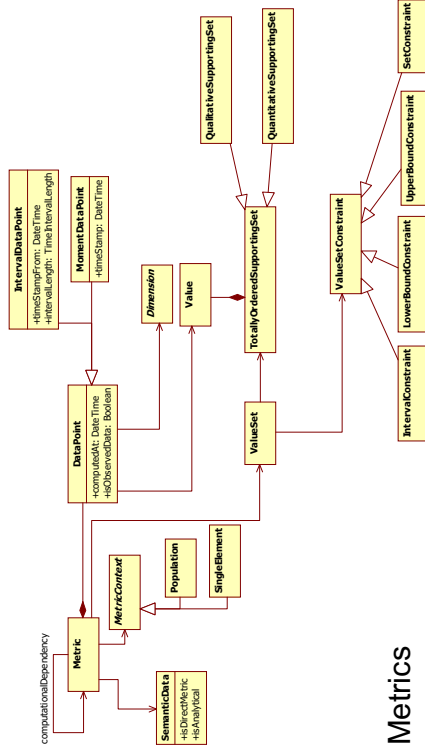 Metrics
computationalDependency
Metric
SemanticData
+isDirectMetric
+isAnalytical
MetricContext
Population
SingleElement
DataPoint
+computedAt: DateTime
+isObservedData: Boolean
IntervalDataPoint
+timeStampFrom: DateTime
+intervalLength: TimeIntervalLength
MomentDataPoint
+timeStamp: DateTime
Dimension
Value
ValueSet
TotallyOrderedSupportingSet
QualitativeSupportingSet
QuantitativeSupportingSet
ValueSetConstraint
IntervalConstraint
LowerBoundConstraint
UpperBoundConstraint
SetConstraint